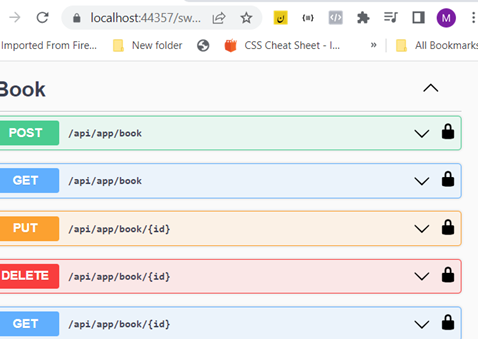 localhost:44357/sw...
M
Imported From Fire...
New folder
CSS Cheat Sheet - I...
»
All Bookmarks
Book
POST /api/app/book
GET /api/app/book
PUT /api/app/book/{id}
DELETE /api/app/book/{id}
GET /api/app/book/{id}